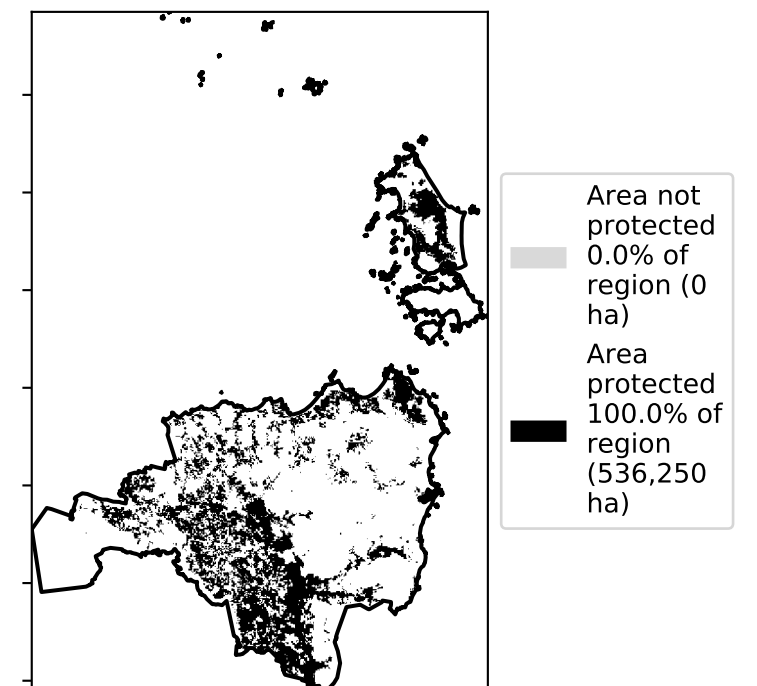 Area not
protected
0.0% of
region (0
ha)
Area
protected
100.0% of
region
(536,250
ha)